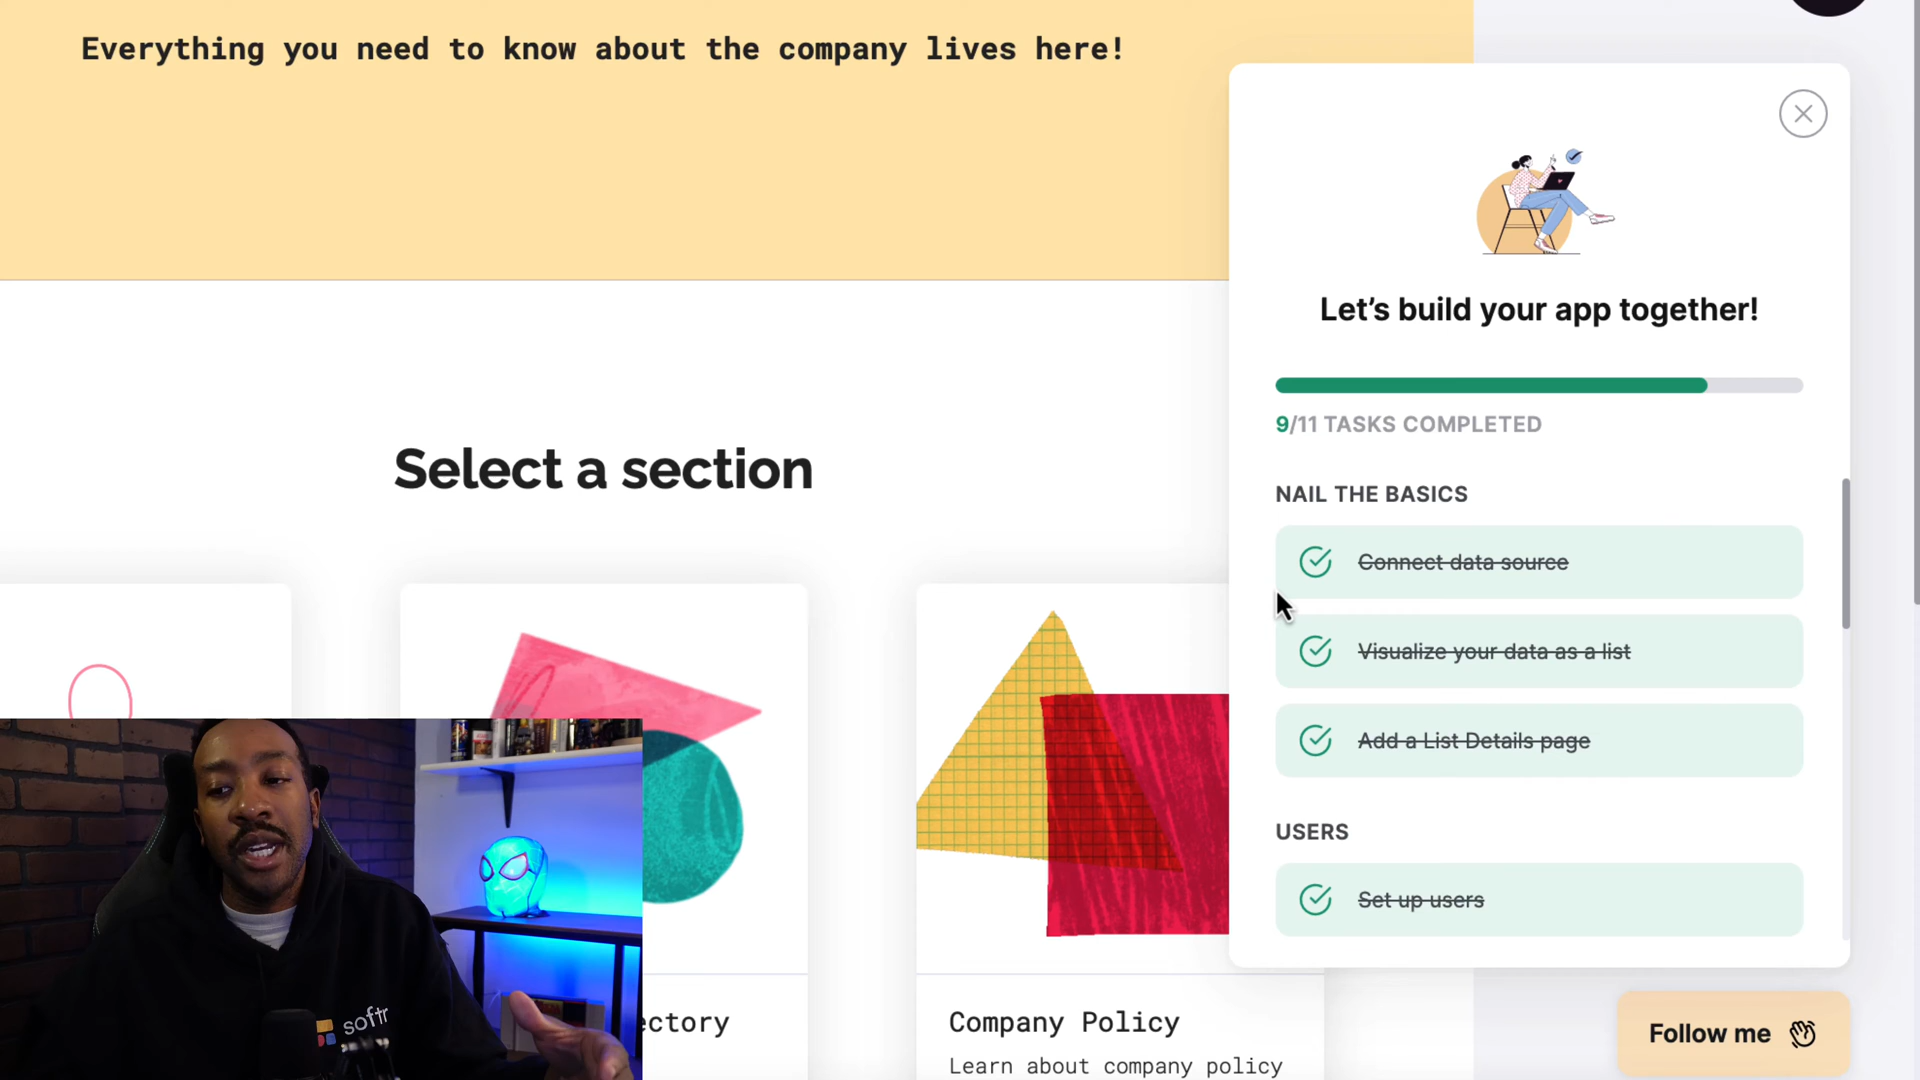 Everything you need to know about the company lives here!
Let's build your app together!
9/11 TASKS COMPLETED
Select a section
NAIL THE BASICS
Connect data source
Visualize your data as a list
Add a List Details page
USERS
Set up users
softr
ectory
Company Policy
Learn about company policy
Follow me